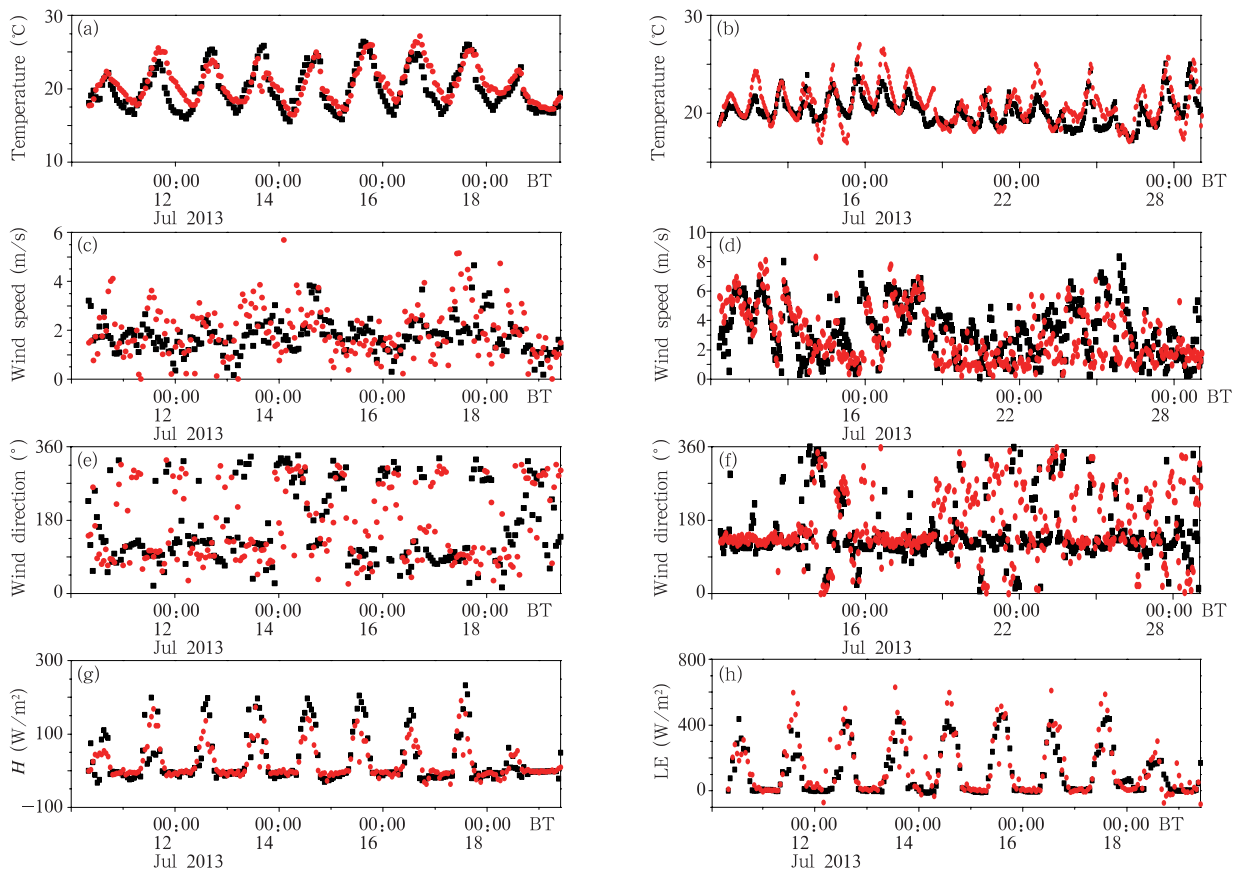 (a)
Temperature (℃)
30
20
10
00:00 00:00 00:00 00:00 BT
12 14 16 18
Jul 2013
(b)
Temperature (℃)
30
20
00:00 00:00 00:00 BT
16 22 28
Jul 2013
(c)
Wind speed (m/s)
6
4
2
0
00:00 00:00 00:00 00:00 BT
12 14 16 18
Jul 2013
(d)
Wind speed (m/s)
10
8
6
4
2
0
00:00 00:00 00:00 BT
16 22 28
Jul 2013
(e)
Wind direction (°)
360
180
0
00:00 00:00 00:00 00:00 BT
12 14 16 18
Jul 2013
(f)
Wind direction (°)
360
180
0
00:00 00:00 00:00 BT
16 22 28
Jul 2013
(g)
H (W/m²)
300
100
−100
00:00 00:00 00:00 00:00 BT
12 14 16 18
Jul 2013
(h)
LE (W/m²)
800
400
0
00:00 00:00 00:00 00:00 BT
12 14 16 18
Jul 2013